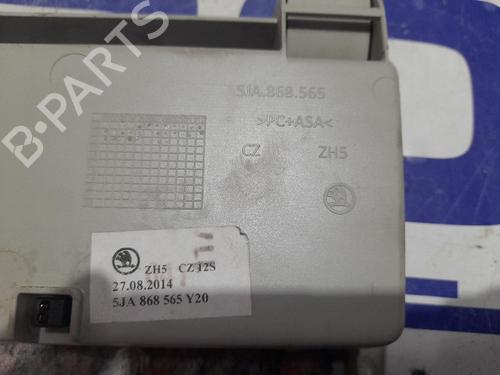 5JA.868.565
>PC+ASA<
CZ ZH5
B-PARTS
ZH5 CZ 12S
27.08.2014
5JA 868 565 Y20